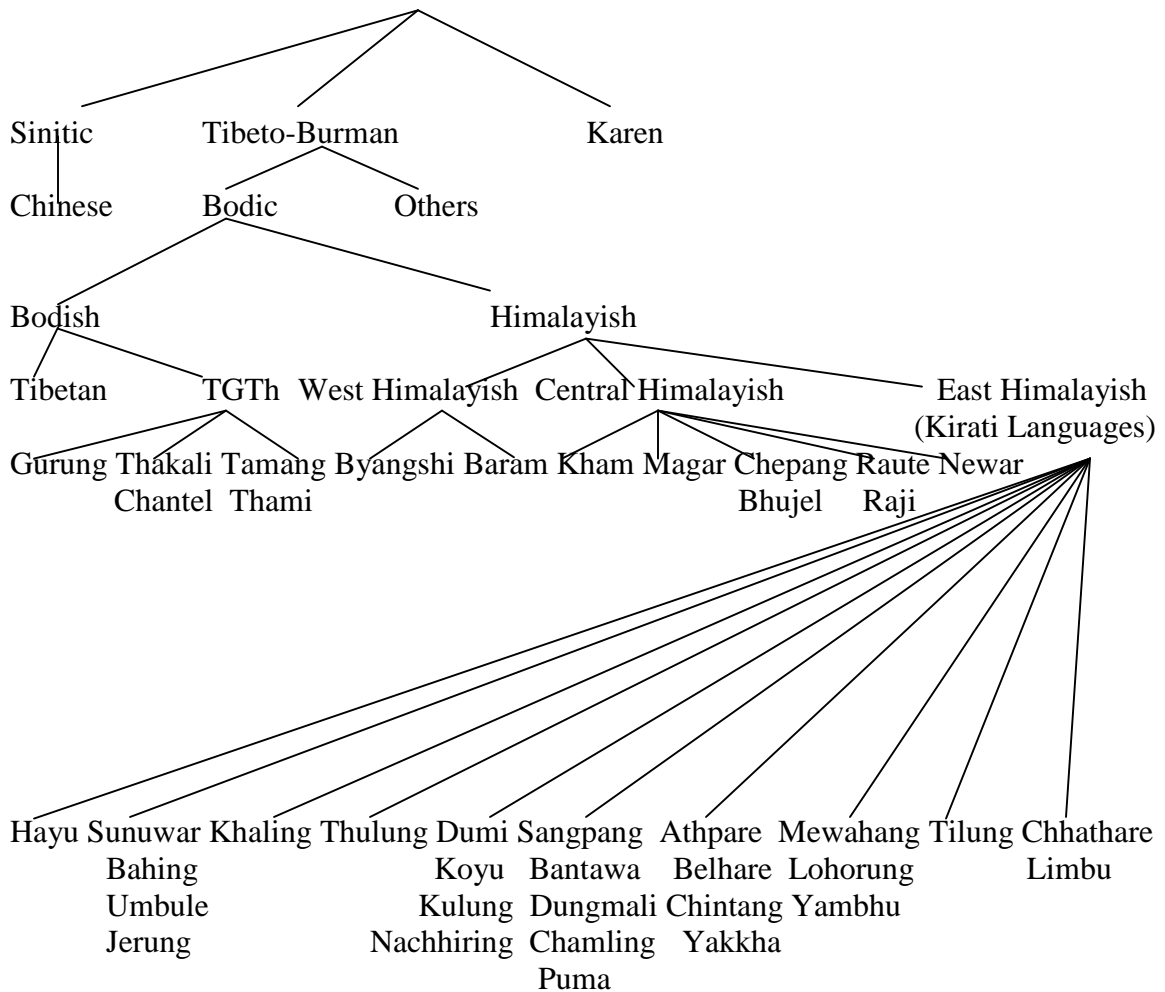 Sinitic Tibeto-Burman Karen
Chinese Bodic Others
Bodish Himalayish
Tibetan TGTh West Himalayish Central Himalayish East Himalayish
(Kirati Languages)
Gurung Thakali Tamang Byangshi Baram Kham Magar Chepang Raute Newar
Chantel Thami Bhujel Raji
Hayu Sunuwar Khaling Thulung Dumi Sangpang Athpare Mewahang Tilung Chhathare
Bahing Koyu Bantawa Belhare Lohorung Limbu
Umbule Kulung Dungmali Chintang Yambhu
Jerung Nachhiring Chamling Yakkha
Puma